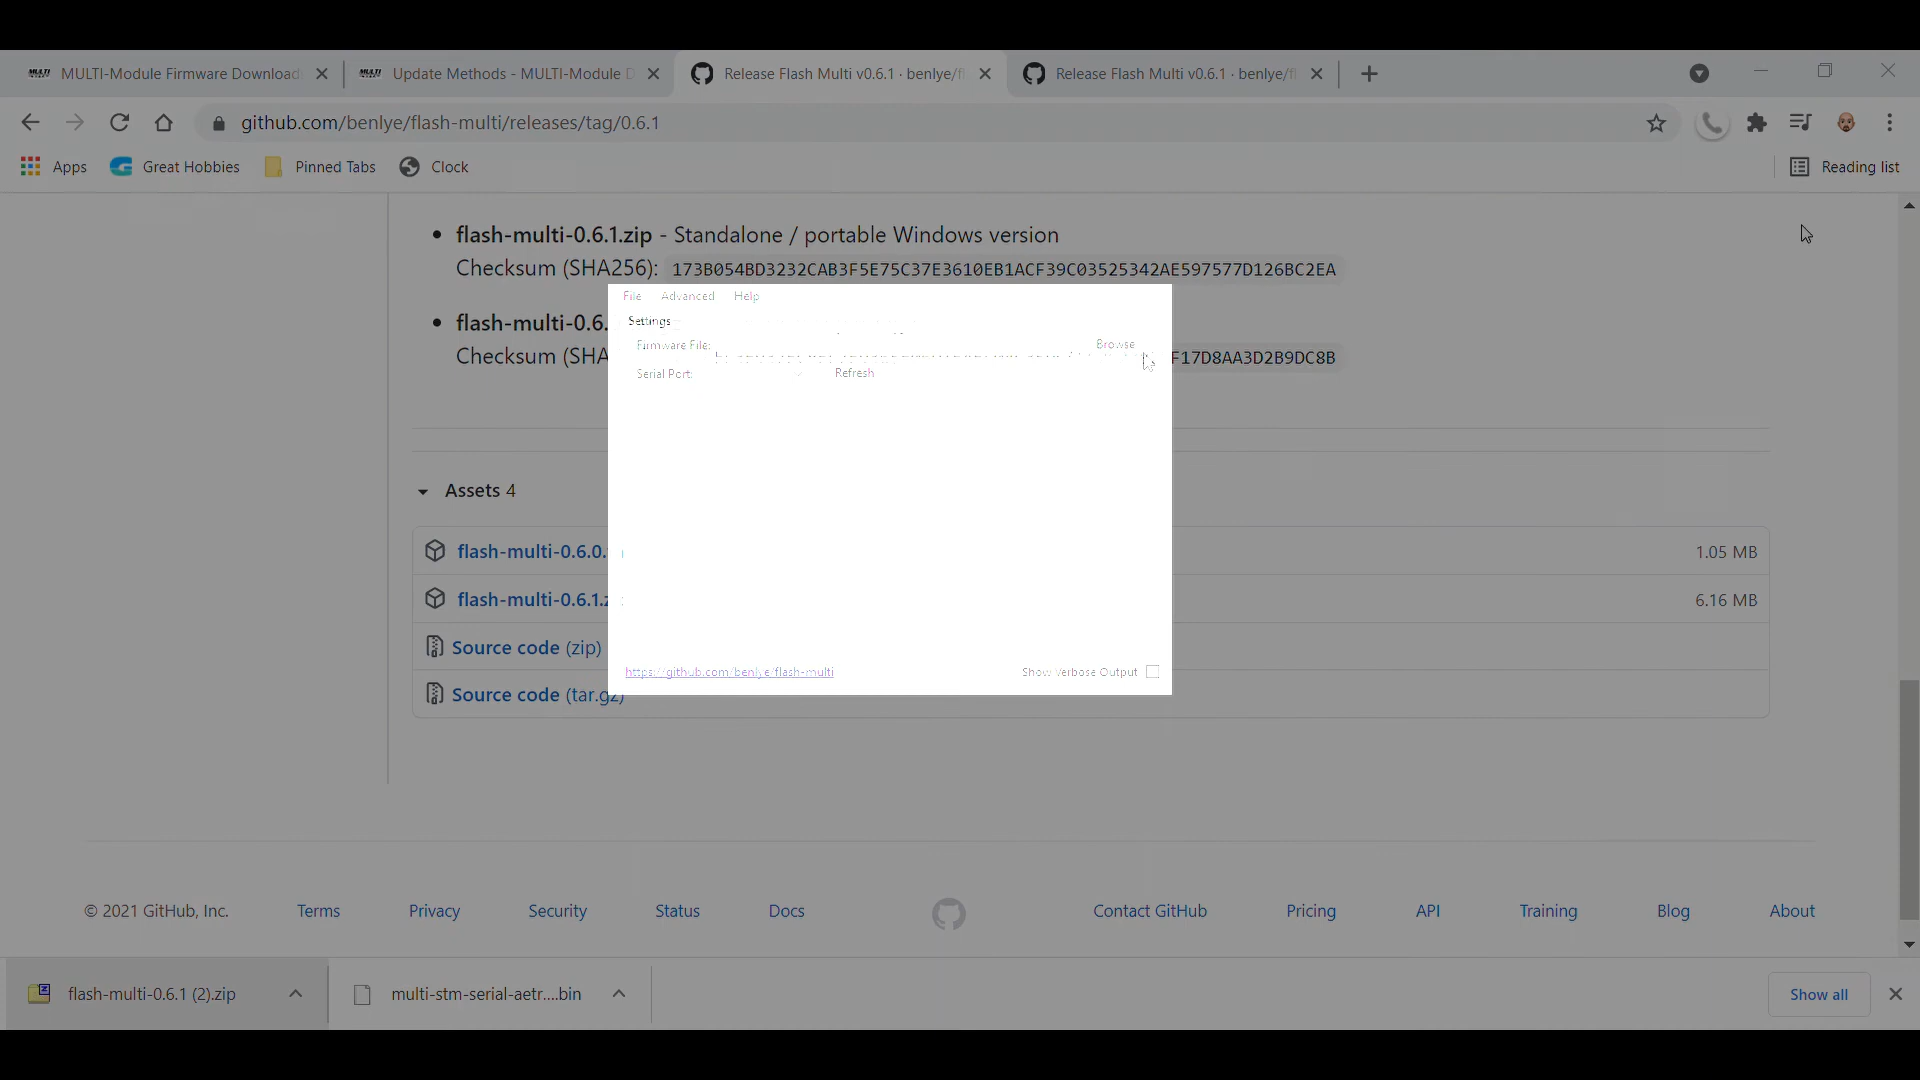 MULTI-Module Firmware Download
Update Methods - MULTI-Module D
Release Flash Multi v0.6.1 · benlye/fl
Release Flash Multi v0.6.1 · benlye/fl
github.com/benlye/flash-multi/releases/tag/0.6.1
Apps
Great Hobbies
Pinned Tabs
Clock
Reading list
flash-multi-0.6.1.zip - Standalone / portable Windows version
Checksum (SHA256): 173B054BD3232CAB3F5E75C37E3610EB1ACF39C03525342AE597577D126BC2EA
flash-multi-0.6.
Checksum (SHA
F17D8AA3D2B9DC8B
File Advanced Help
Settings
Firmware File:
Browse
Serial Port:
Refresh
https://github.com/benlye/flash-multi
Show Verbose Output
Assets 4
flash-multi-0.6.0.
1.05 MB
flash-multi-0.6.1.z
6.16 MB
Source code (zip)
Source code (tar.gz)
© 2021 GitHub, Inc.
Terms
Privacy
Security
Status
Docs
Contact GitHub
Pricing
API
Training
Blog
About
flash-multi-0.6.1 (2).zip
multi-stm-serial-aetr....bin
Show all